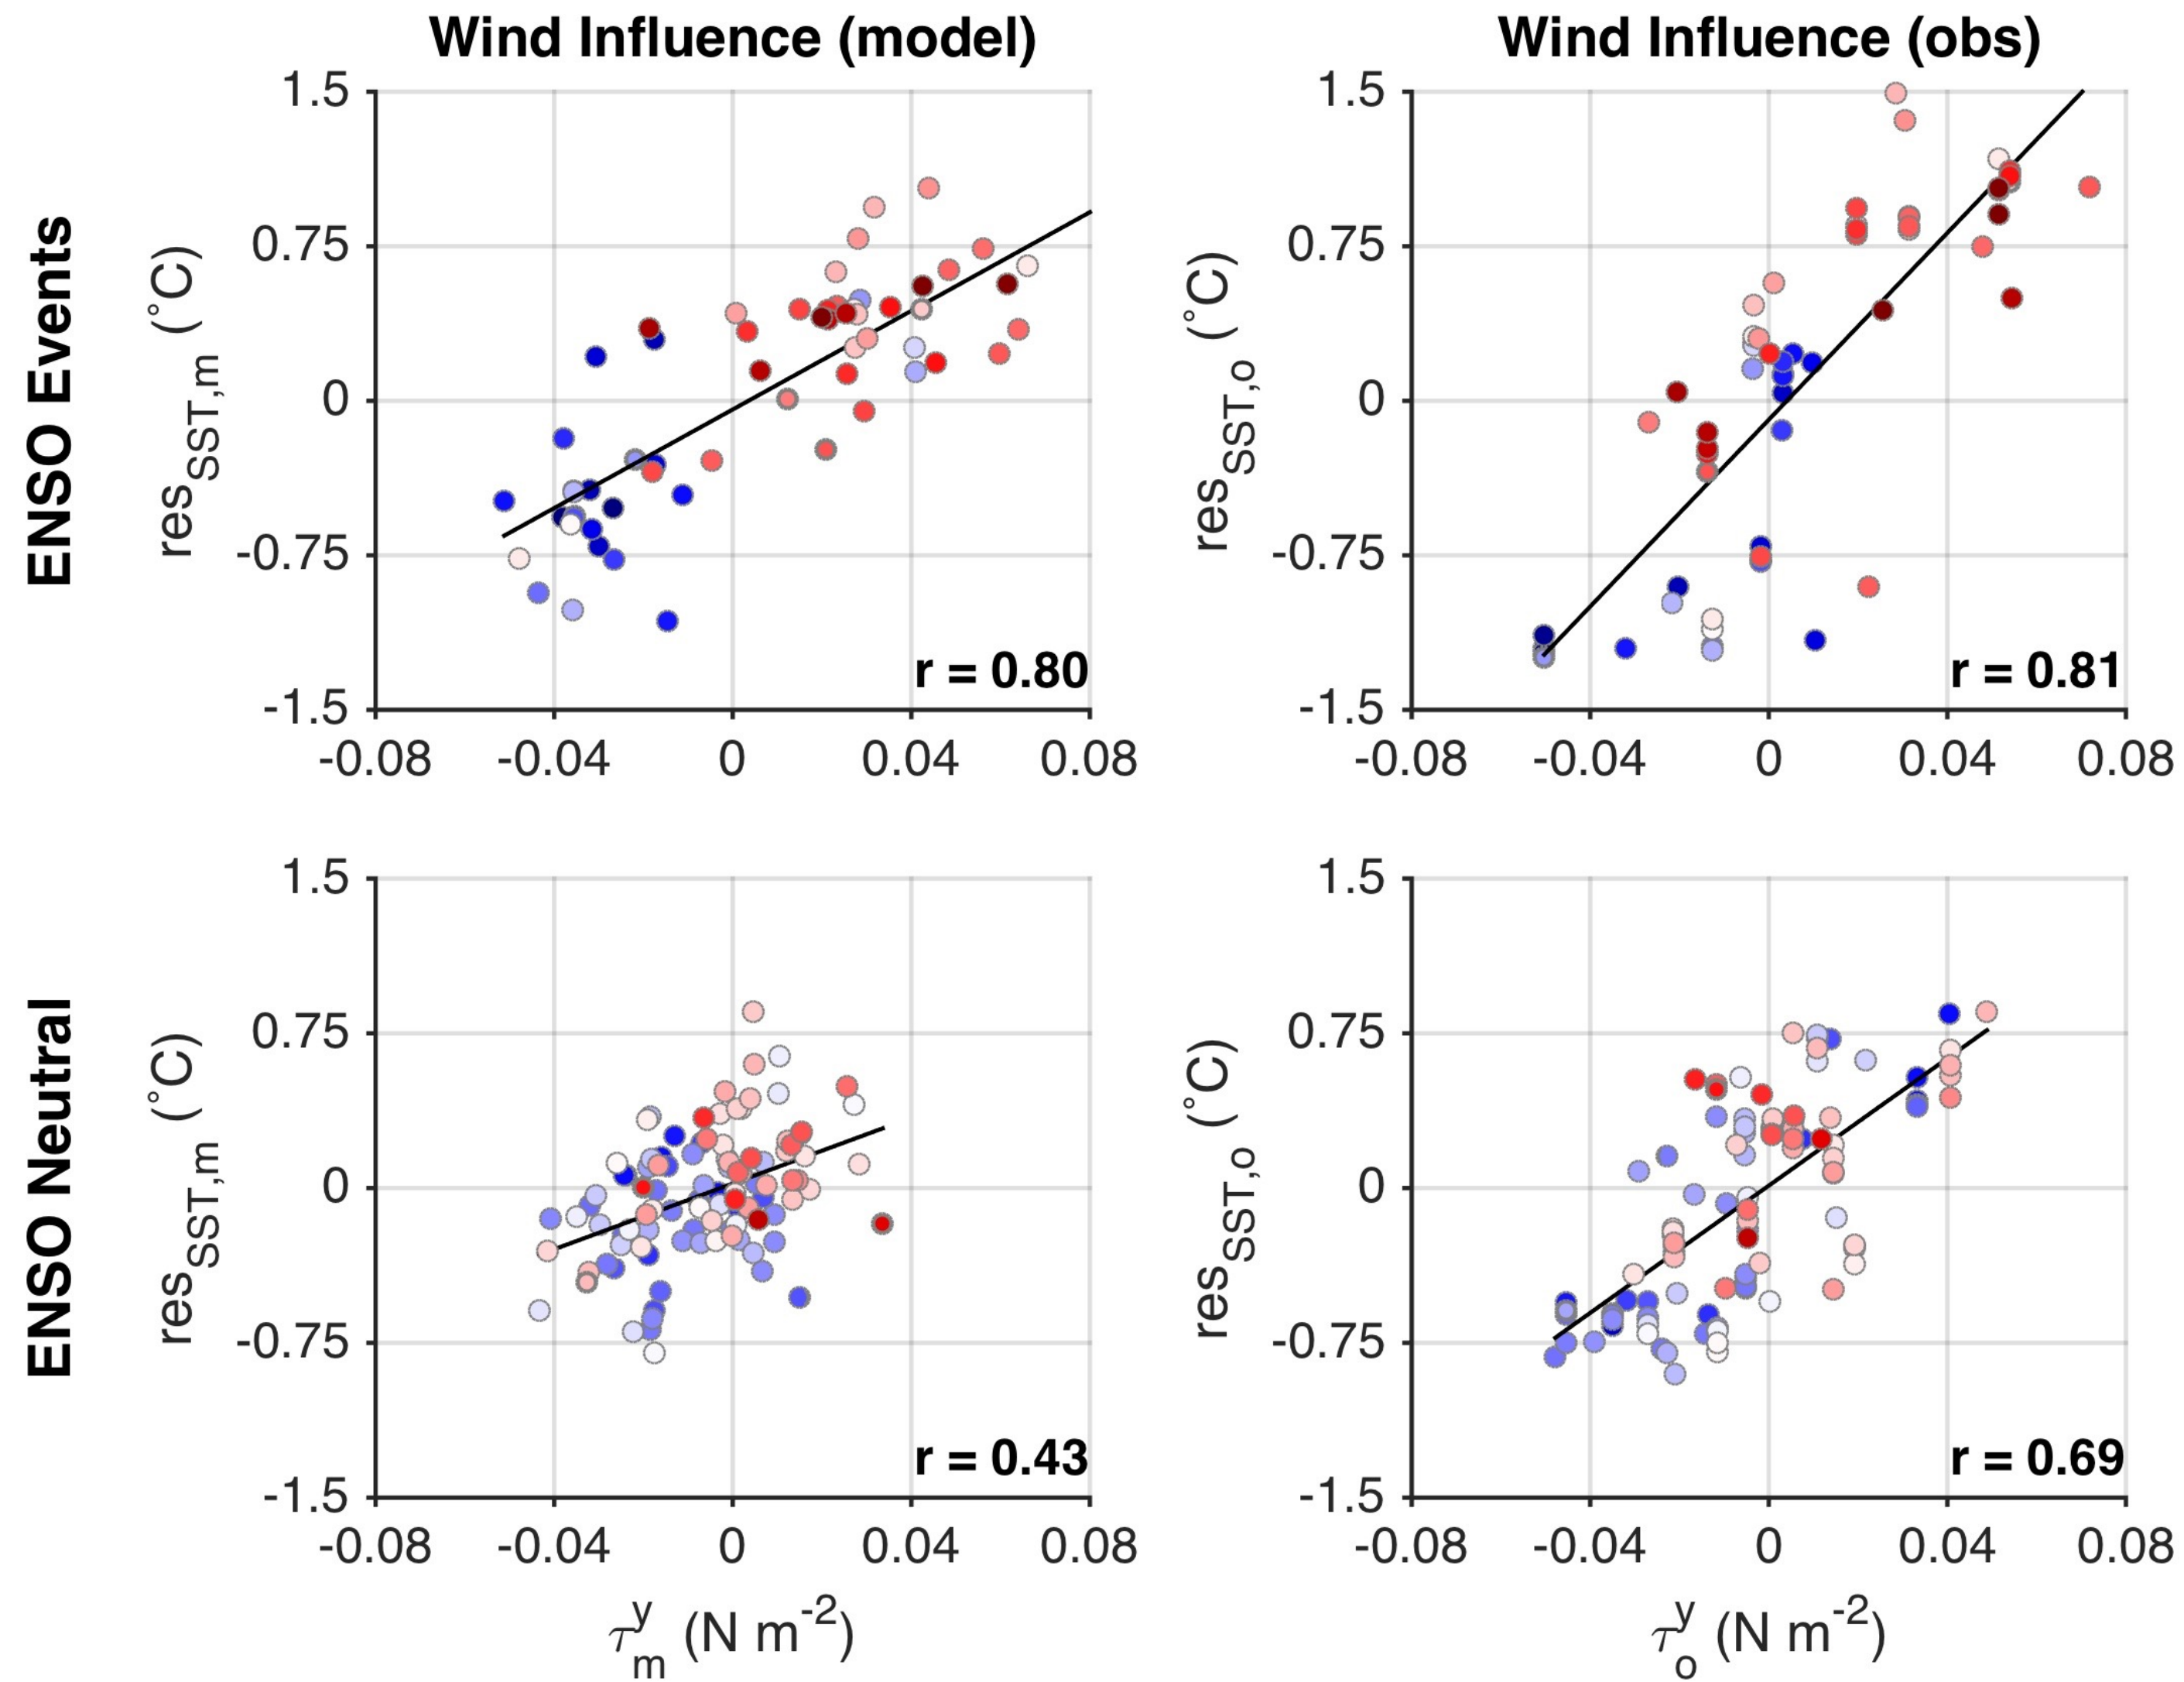 Wind Influence (model)
Wind Influence (obs)
ENSO Events
res_SST,m (°C)
1.5
0.75
0
-0.75
-1.5
-0.08 -0.04 0 0.04 0.08
r = 0.80
res_SST,o (°C)
1.5
0.75
0
-0.75
-1.5
-0.08 -0.04 0 0.04 0.08
r = 0.81
ENSO Neutral
res_SST,m (°C)
1.5
0.75
0
-0.75
-1.5
-0.08 -0.04 0 0.04 0.08
r = 0.43
τ^y_m (N m^-2)
res_SST,o (°C)
1.5
0.75
0
-0.75
-1.5
-0.08 -0.04 0 0.04 0.08
r = 0.69
τ^y_o (N m^-2)